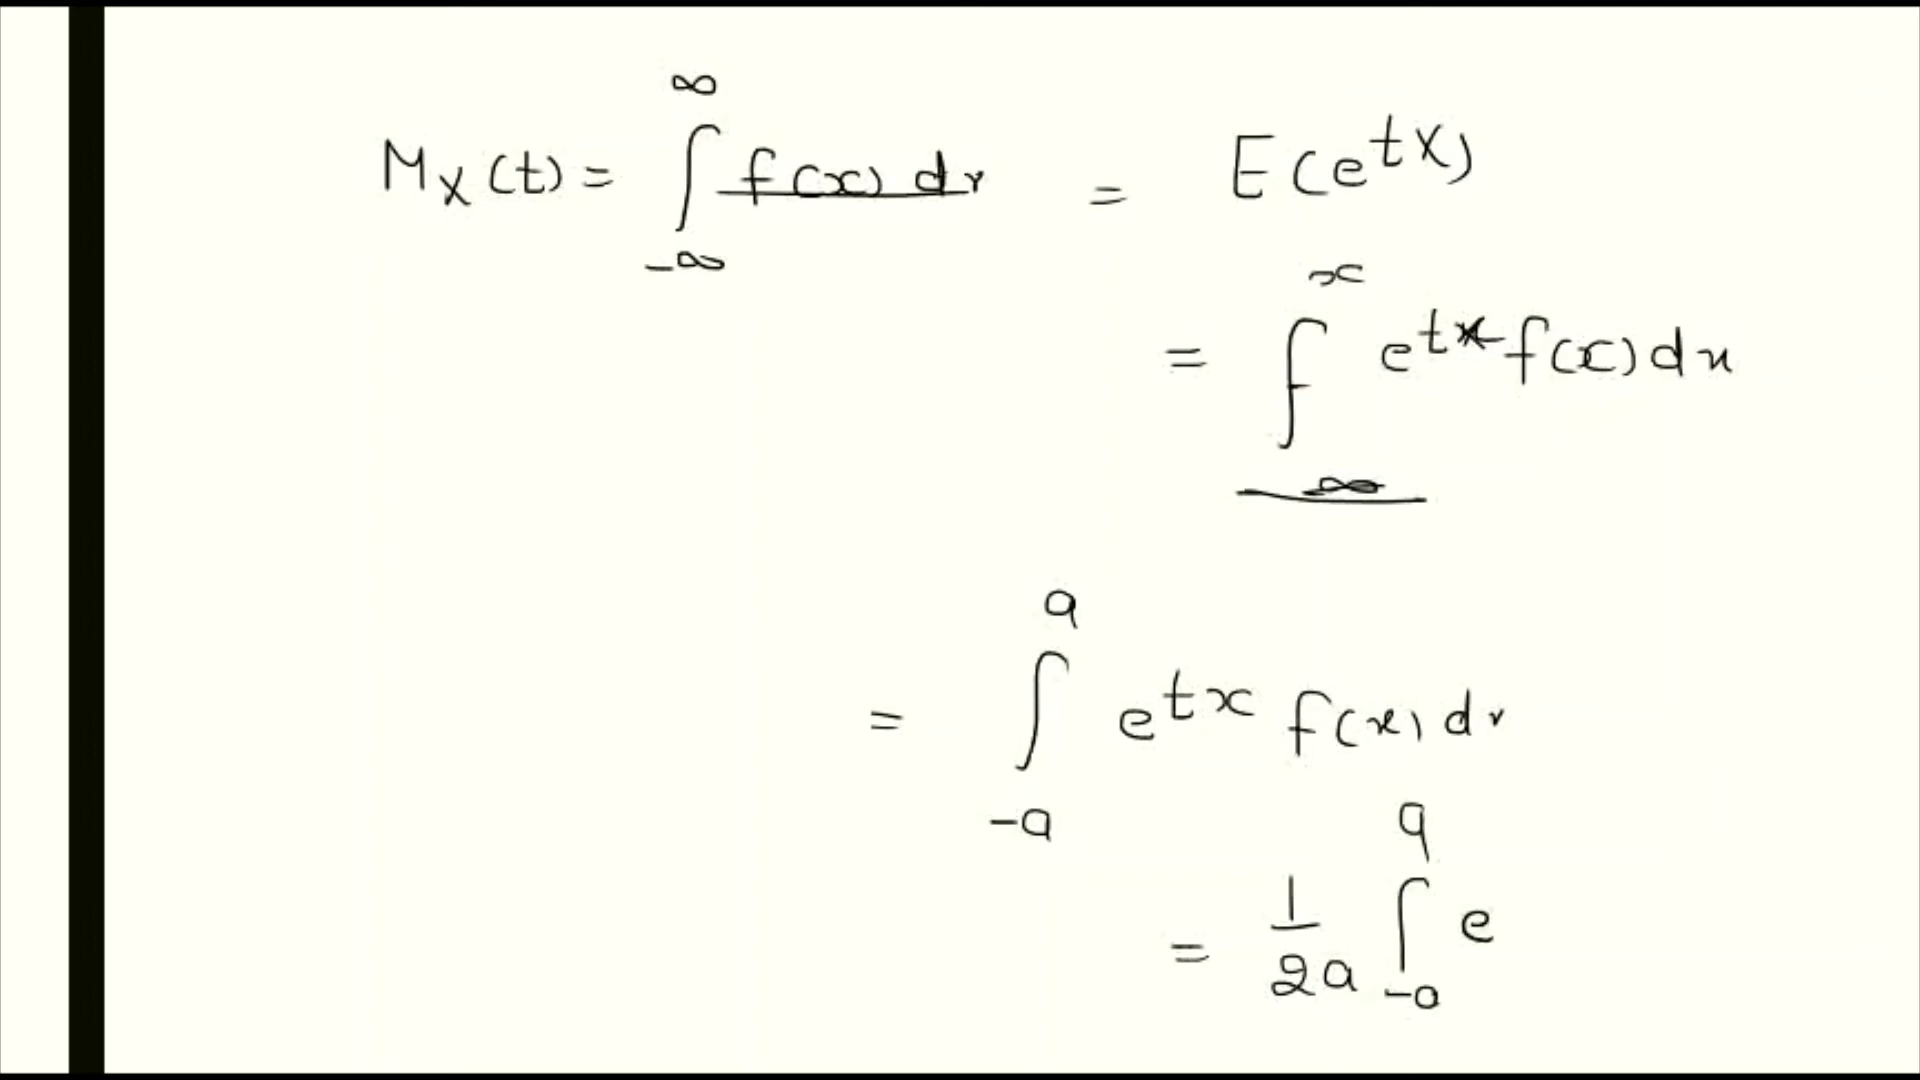 M_X(t) = ∫_{-∞}^{∞} f(x) dx = E(e^{tX})
= ∫_{-∞}^{x} e^{tx} f(x) dx
= ∫_{-a}^{a} e^{tx} f(x) dx
= 1/2a ∫_{-a}^{a} e